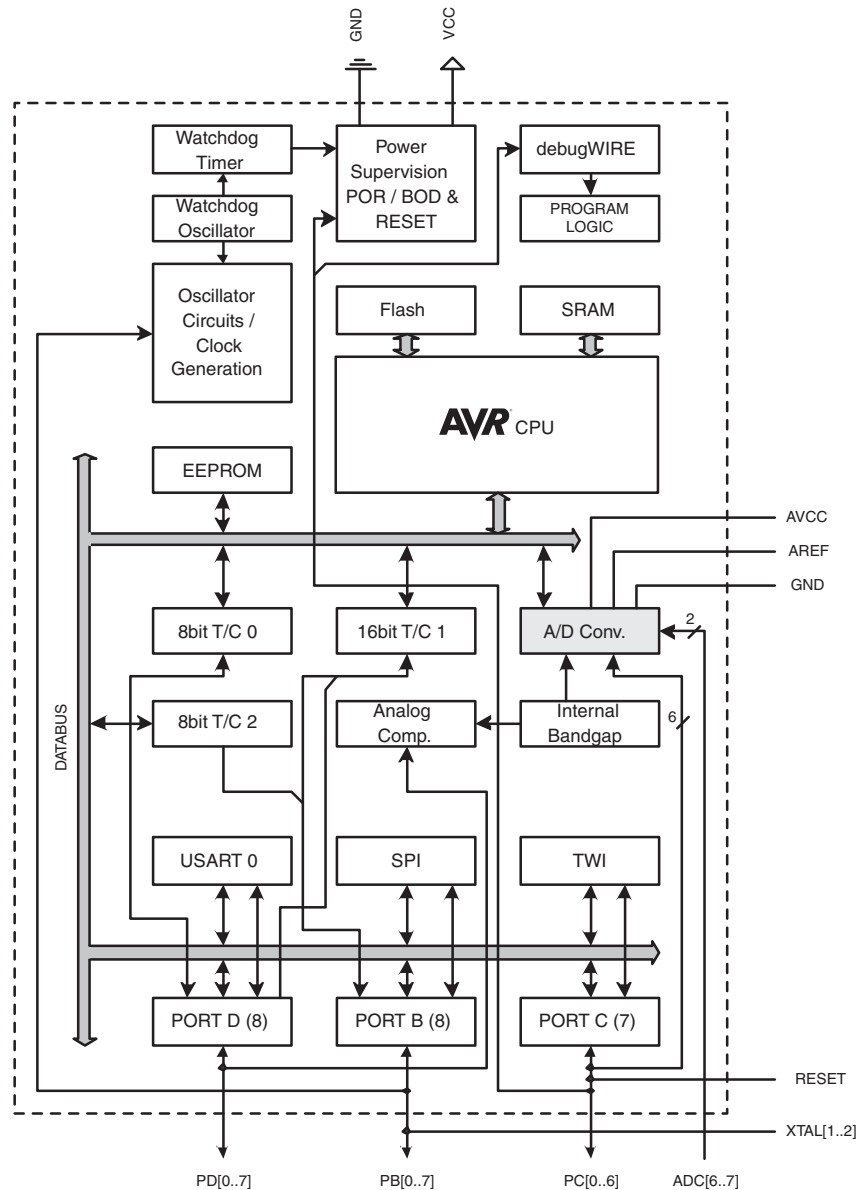 GND
VCC
Watchdog
Timer
Power
Supervision
POR / BOD &
RESET
debugWIRE
Watchdog
Oscillator
PROGRAM
LOGIC
Oscillator
Circuits /
Clock
Generation
Flash
SRAM
AVR CPU
EEPROM
AVCC
AREF
GND
8bit T/C 0
16bit T/C 1
A/D Conv.
2
8bit T/C 2
Analog
Comp.
Internal
Bandgap
6
DATABUS
USART 0
SPI
TWI
PORT D (8)
PORT B (8)
PORT C (7)
RESET
XTAL[1..2]
PD[0..7]
PB[0..7]
PC[0..6]
ADC[6..7]